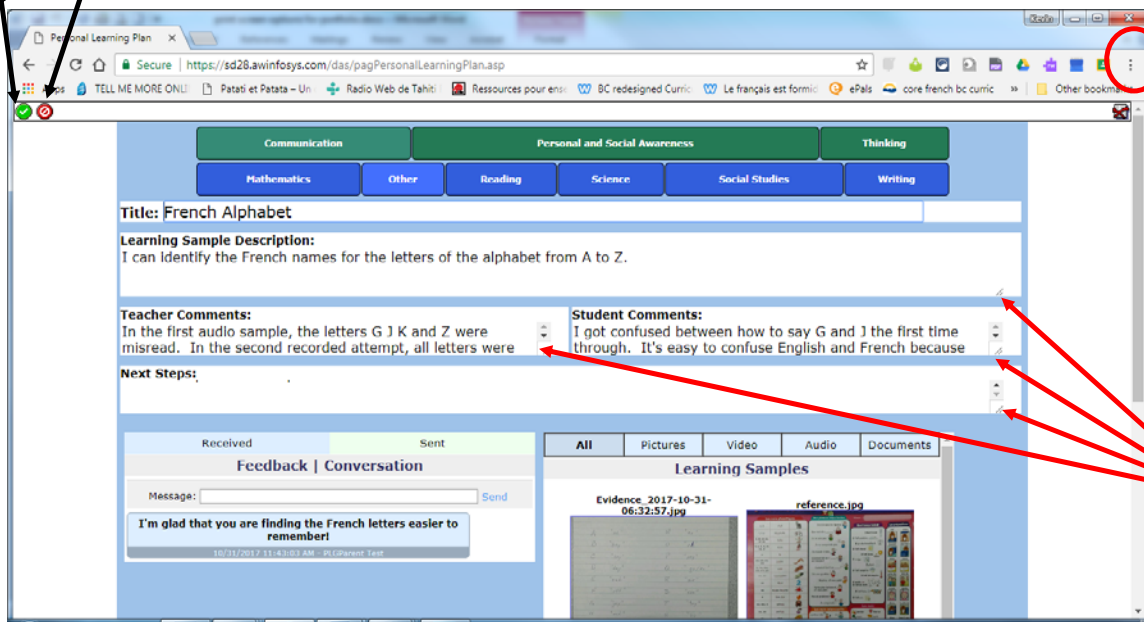 Personal Learning Plan
Secure | https://sd28.awinfosys.com/das/pagPersonalLearningPlan.asp
TELL ME MORE ONLI Patati et Patata – Un Radio Web de Tahiti Ressources pour ens BC redesigned Curric Le français est formid ePals core french bc curric » Other bookmarks
Communication Personal and Social Awareness Thinking
Mathematics Other Reading Science Social Studies Writing
Title: French Alphabet
Learning Sample Description:
I can identify the French names for the letters of the alphabet from A to Z.
Teacher Comments:
In the first audio sample, the letters G J K and Z were
misread. In the second recorded attempt, all letters were
Student Comments:
I got confused between how to say G and J the first time
through. It's easy to confuse English and French because
Next Steps:
Received Sent
Feedback | Conversation
Message: Send
I'm glad that you are finding the French letters easier to
remember!
10/31/2017 11:43:03 AM - PLGParent Test
All Pictures Video Audio Documents
Learning Samples
Evidence_2017-10-31-
06:32:57.jpg
reference.jpg